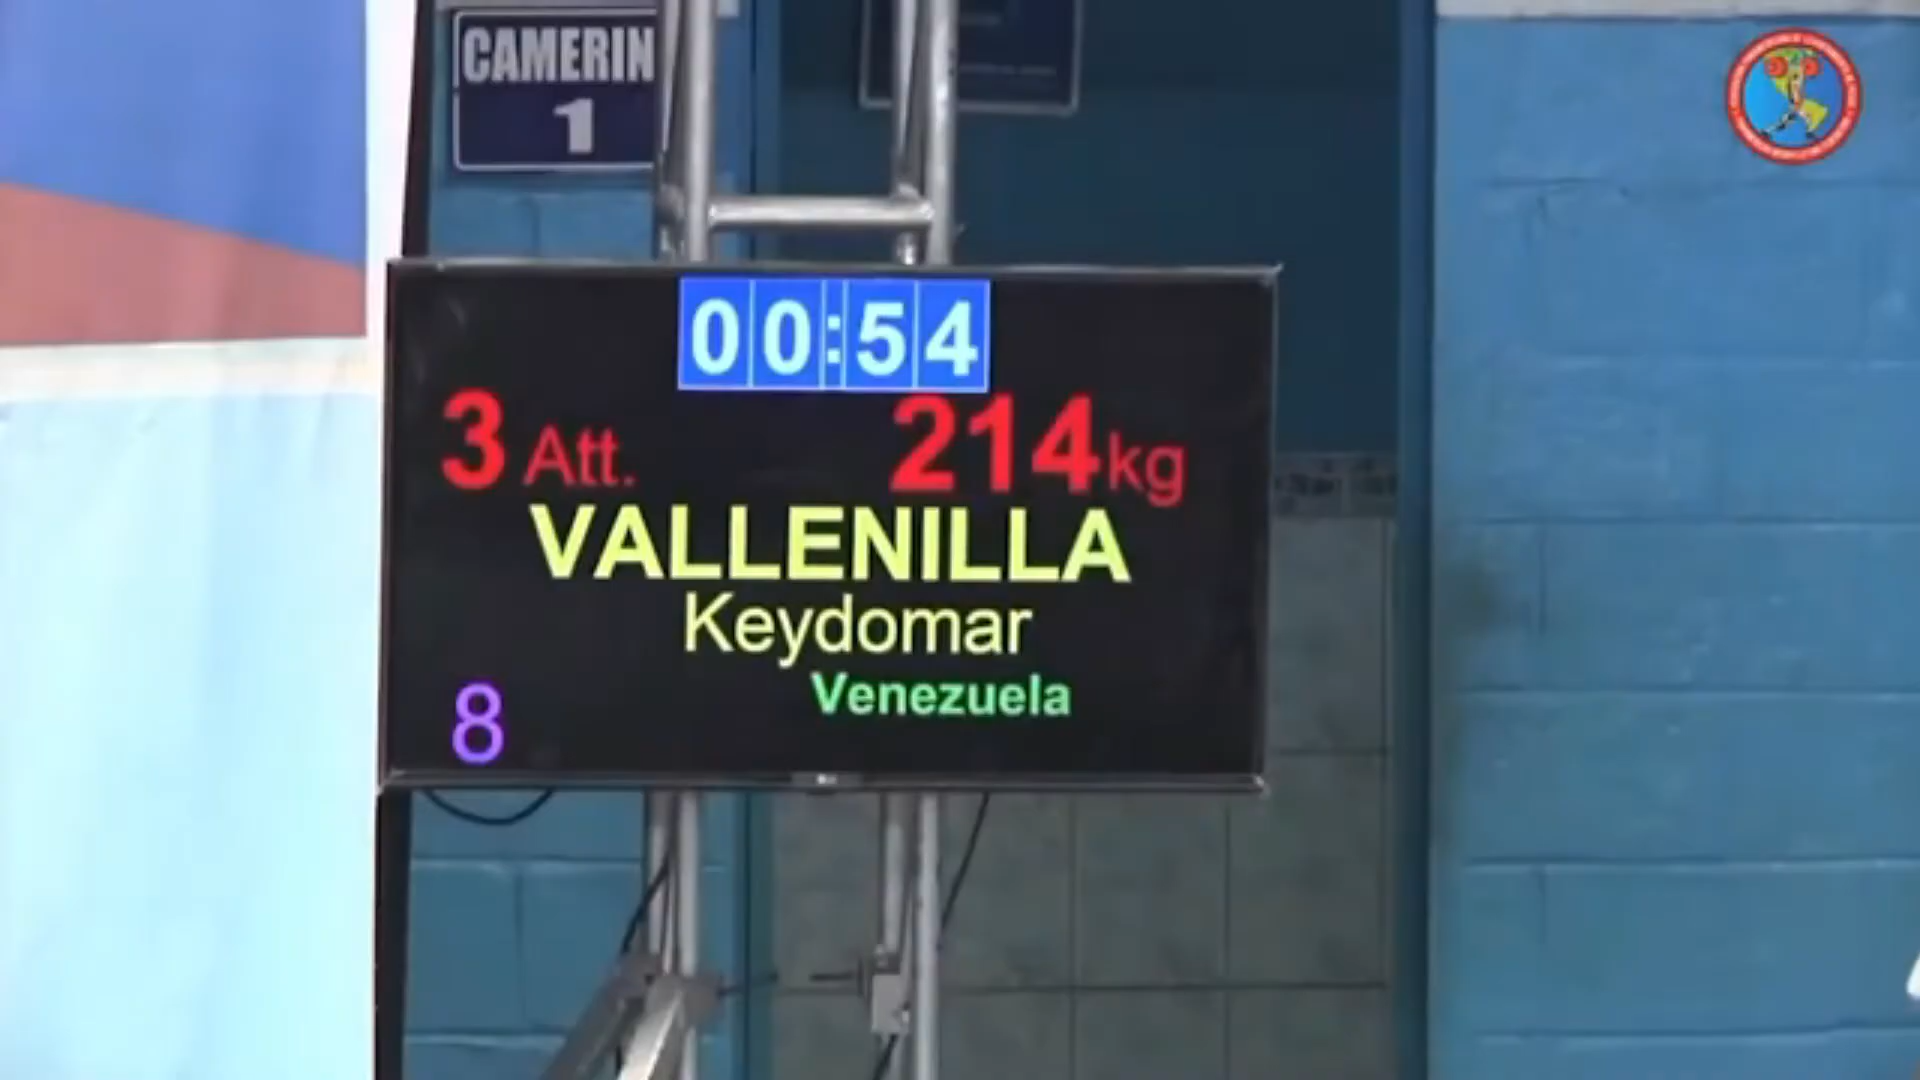 CAMERIN
1
00:54
3 Att. 214kg
VALLENILLA
Keydomar
Venezuela
8